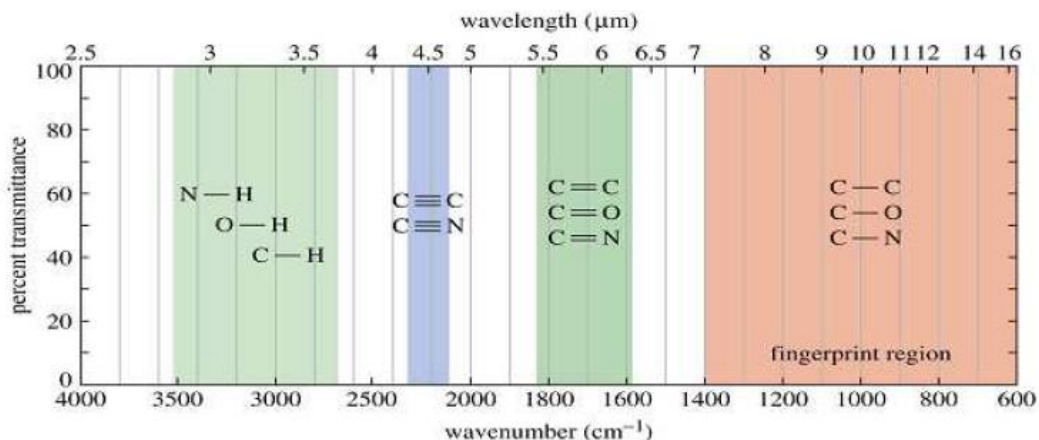 wavelength (μm)
2.5 3 3.5 4 4.5 5 5.5 6 6.5 7 8 9 10 11 12 14 16
percent transmittance
100
80
60
40
20
0
N—H
O—H
C—H
C≡C
C≡N
C=C
C=O
C=N
C—C
C—O
C—N
fingerprint region
4000 3500 3000 2500 2000 1800 1600 1400 1200 1000 800 600
wavenumber (cm⁻¹)